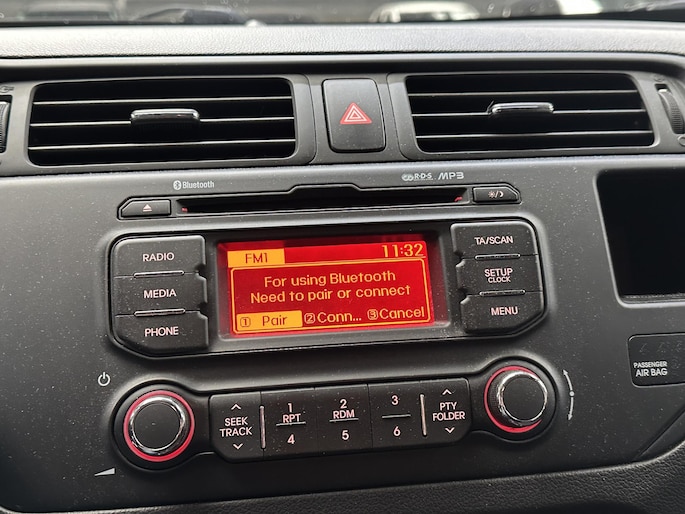 Bluetooth
R·D·S MP3
RADIO
MEDIA
PHONE
FM1 11:32
For using Bluetooth
Need to pair or connect
1 Pair 2 Conn... 3 Cancel
TA/SCAN
SETUP
CLOCK
MENU
SEEK
TRACK
1
RPT
4
2
RDM
5
3
6
PTY
FOLDER
PASSENGER
AIR BAG